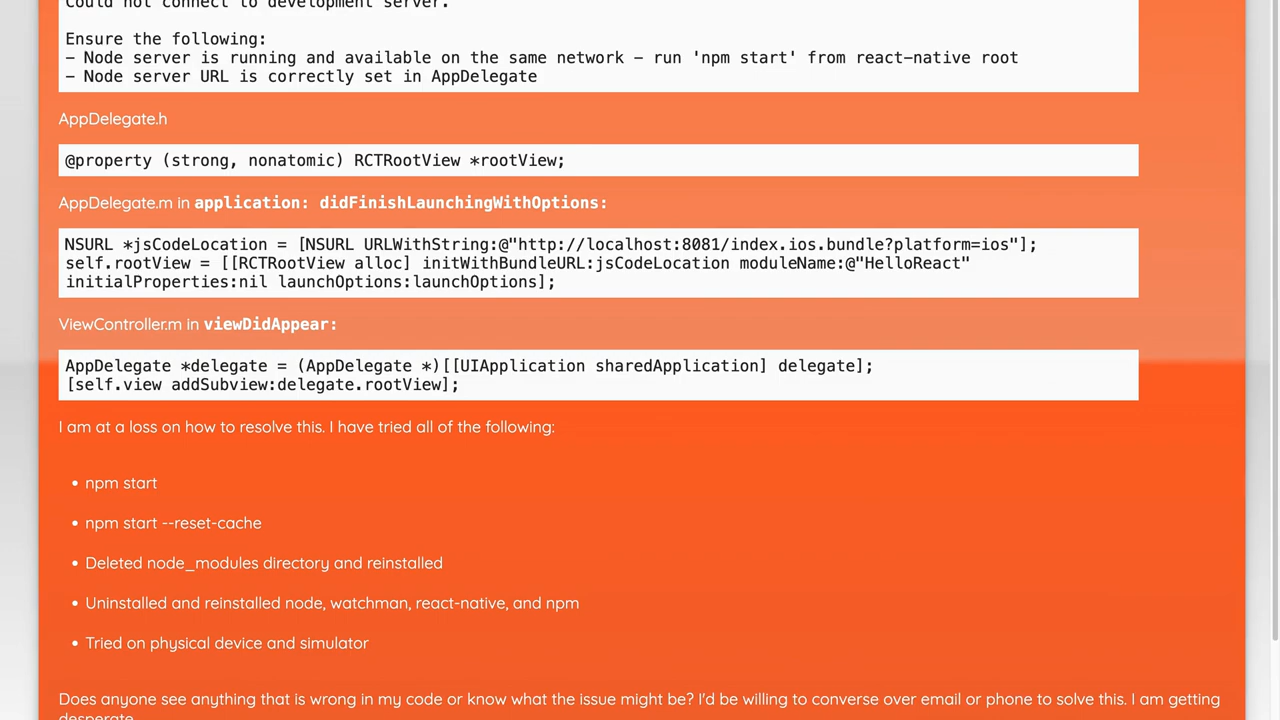 Could not connect to development server.
Ensure the following:
- Node server is running and available on the same network - run 'npm start' from react-native root
- Node server URL is correctly set in AppDelegate
AppDelegate.h
@property (strong, nonatomic) RCTRootView *rootView;
AppDelegate.m in application: didFinishLaunchingWithOptions:
NSURL *jsCodeLocation = [NSURL URLWithString:@"http://localhost:8081/index.ios.bundle?platform=ios"];
self.rootView = [[RCTRootView alloc] initWithBundleURL:jsCodeLocation moduleName:@"HelloReact"
initialProperties:nil launchOptions:launchOptions];
ViewController.m in viewDidAppear:
AppDelegate *delegate = (AppDelegate *)[[UIApplication sharedApplication] delegate];
[self.view addSubview:delegate.rootView];
I am at a loss on how to resolve this. I have tried all of the following:
• npm start
• npm start --reset-cache
• Deleted node_modules directory and reinstalled
• Uninstalled and reinstalled node, watchman, react-native, and npm
• Tried on physical device and simulator
Does anyone see anything that is wrong in my code or know what the issue might be? I'd be willing to converse over email or phone to solve this. I am getting
desperate